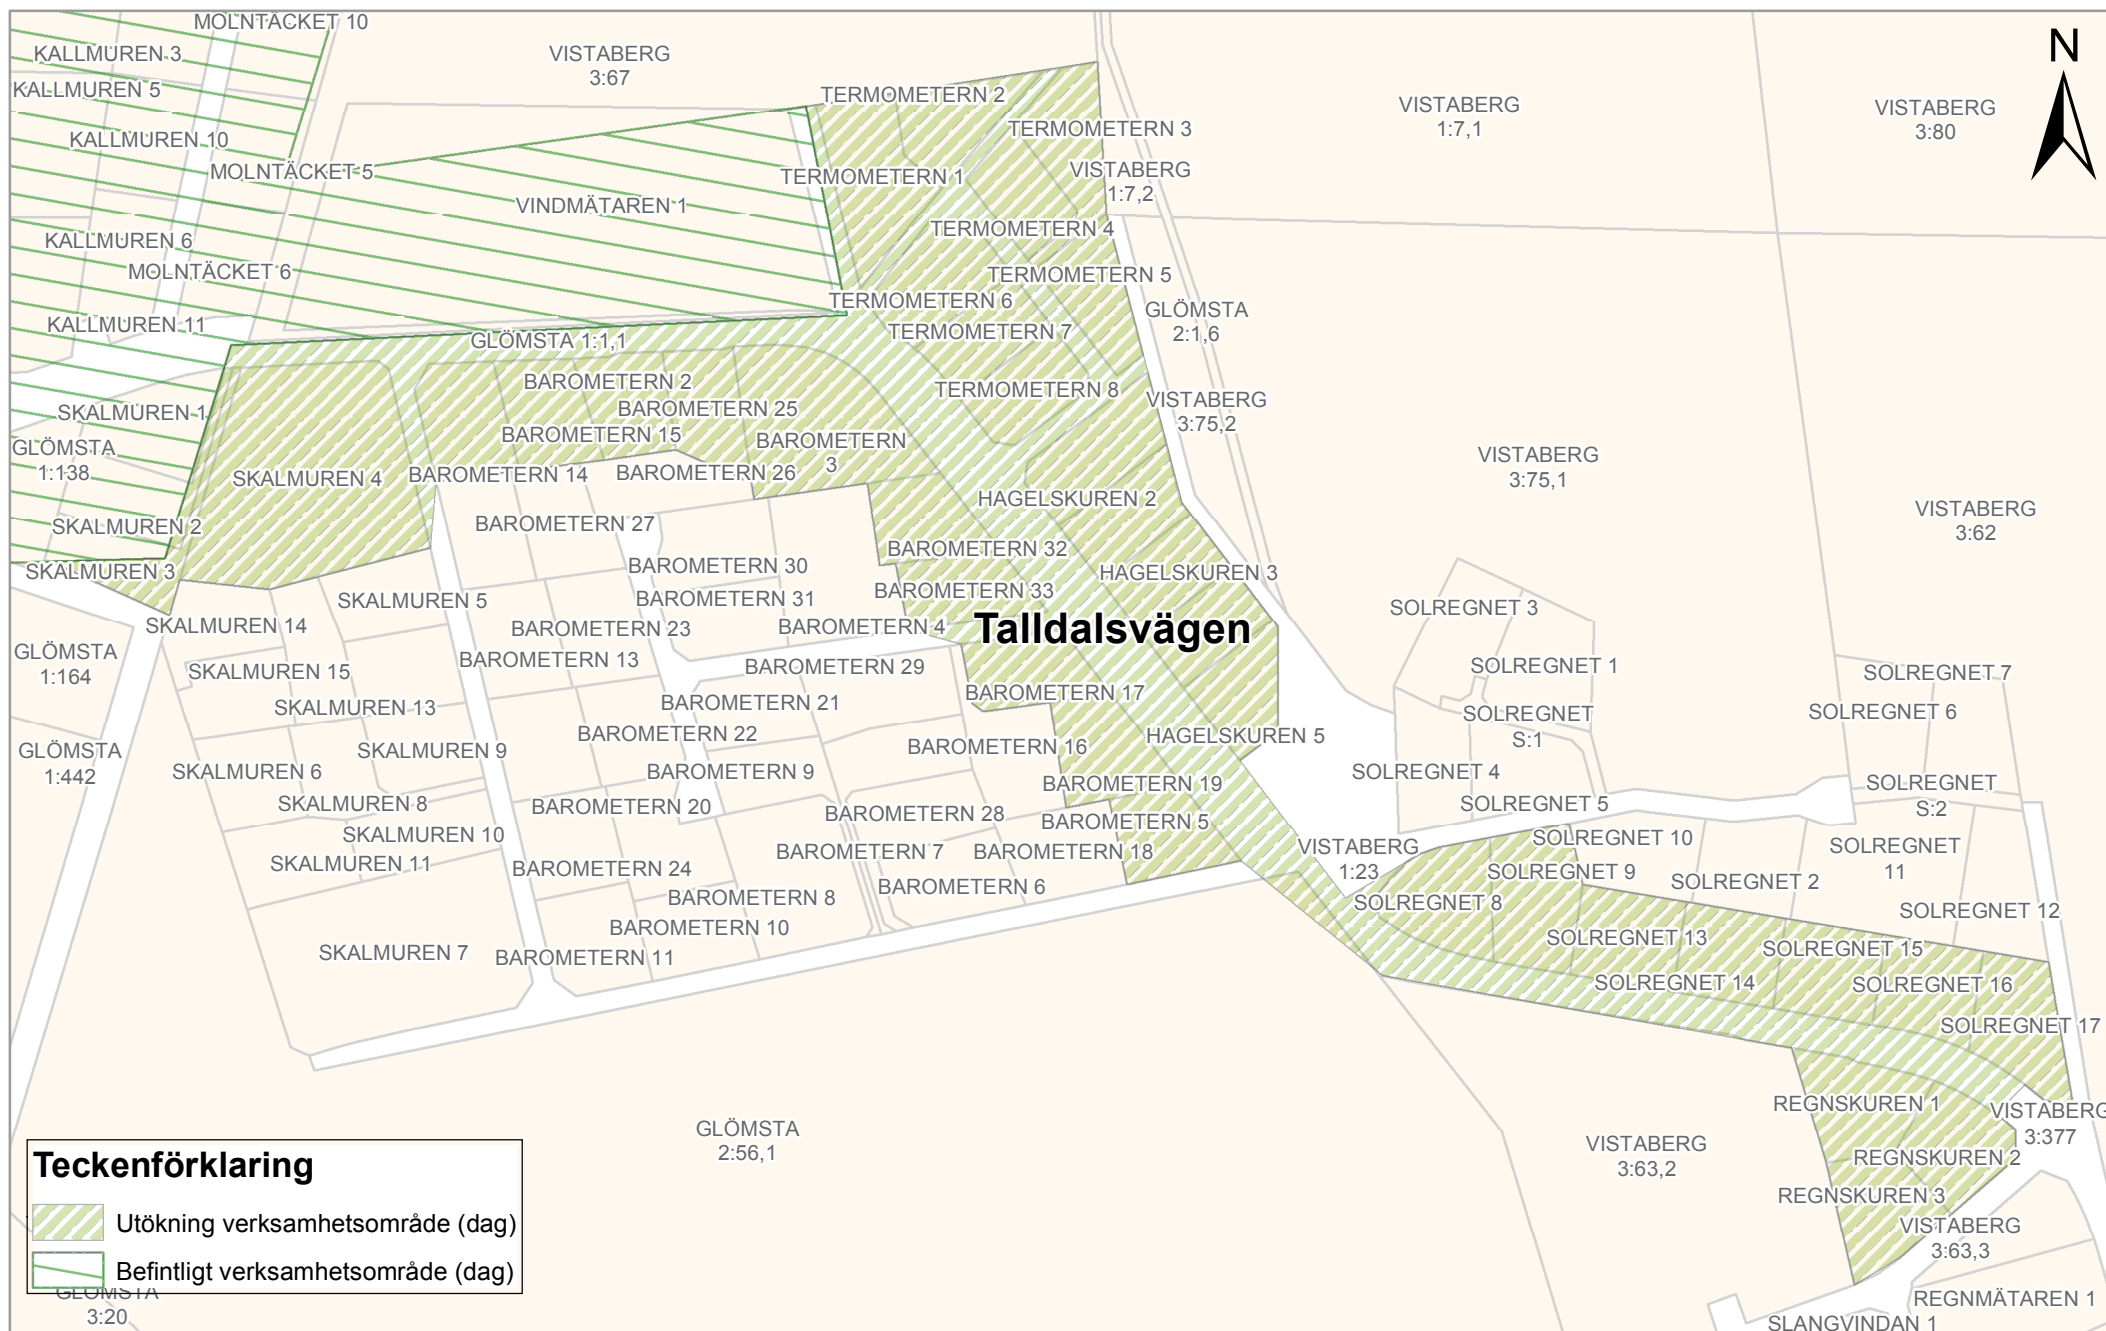 MOLNTÄCKET 10
N
KALLMUREN 3
VISTABERG
3:67
KALLMUREN 5
TERMOMETERN 2
VISTABERG
1:7,1
VISTABERG
3:80
TERMOMETERN 3
KALLMUREN 10
MOLNTÄCKET 5
TERMOMETERN 1
VISTABERG
1:7,2
VINDMÄTAREN 1
TERMOMETERN 4
KALLMUREN 6
MOLNTÄCKET 6
TERMOMETERN 5
TERMOMETERN 6
GLÖMSTA
2:1,6
KALLMUREN 11
GLÖMSTA 1:1,1
TERMOMETERN 7
BAROMETERN 2
TERMOMETERN 8
VISTABERG
3:75,2
SKALMUREN 1
BAROMETERN 25
BAROMETERN 15
BAROMETERN
3
GLÖMSTA
1:138
SKALMUREN 4
BAROMETERN 14
BAROMETERN 26
VISTABERG
3:75,1
HAGELSKUREN 2
VISTABERG
3:62
SKALMUREN 2
BAROMETERN 27
BAROMETERN 32
SKALMUREN 3
BAROMETERN 30
HAGELSKUREN 3
BAROMETERN 33
SKALMUREN 5
BAROMETERN 31
SOLREGNET 3
SKALMUREN 14
BAROMETERN 23
BAROMETERN 4
Talldalsvägen
GLÖMSTA
1:164
SKALMUREN 15
BAROMETERN 13
BAROMETERN 29
SOLREGNET 1
SOLREGNET 7
SKALMUREN 13
BAROMETERN 21
BAROMETERN 17
SOLREGNET
S:1
SOLREGNET 6
GLÖMSTA
1:442
SKALMUREN 9
BAROMETERN 22
BAROMETERN 16
HAGELSKUREN 5
SKALMUREN 6
BAROMETERN 9
BAROMETERN 19
SOLREGNET 4
SOLREGNET
S:2
SKALMUREN 8
BAROMETERN 20
BAROMETERN 28
BAROMETERN 5
SOLREGNET 5
SKALMUREN 10
SOLREGNET 10
SKALMUREN 11
BAROMETERN 24
BAROMETERN 7
BAROMETERN 18
VISTABERG
1:23
SOLREGNET 9
SOLREGNET 2
SOLREGNET
11
BAROMETERN 8
BAROMETERN 6
SOLREGNET 8
SOLREGNET 12
BAROMETERN 10
SKALMUREN 7
BAROMETERN 11
SOLREGNET 13
SOLREGNET 15
SOLREGNET 14
SOLREGNET 16
SOLREGNET 17
REGNSKUREN 1
VISTABERG
3:377
GLÖMSTA
2:56,1
VISTABERG
3:63,2
REGNSKUREN 2
REGNSKUREN 3
VISTABERG
3:63,3
Teckenförklaring
Utökning verksamhetsområde (dag)
Befintligt verksamhetsområde (dag)
GLÖMSTA
3:20
REGNMÄTAREN 1
SLANGVINDAN 1